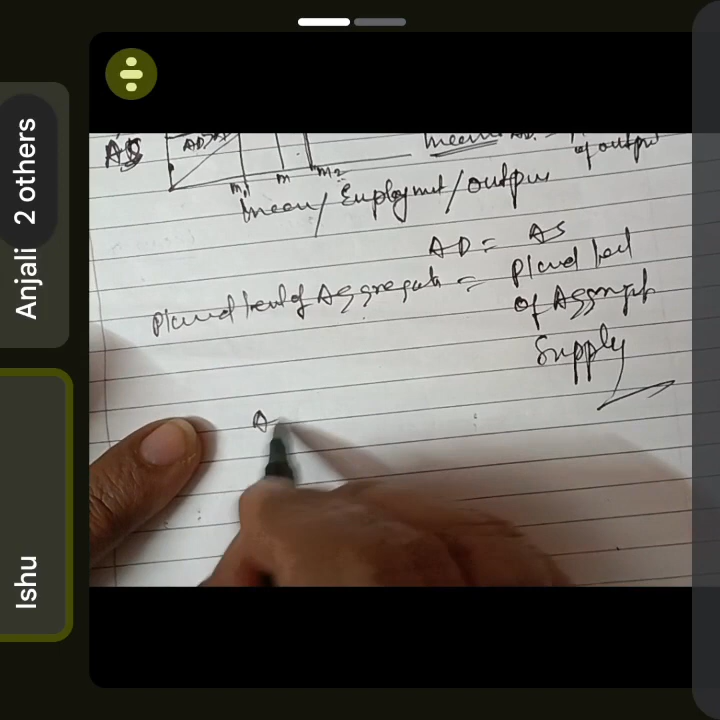 Anjali 2 others
Ishu
AS
AD>AS
M1 M M2
Income/Employment/output
of output
AD = AS
Planed level of Aggregate = Planed level
of Aggregate
Supply
A